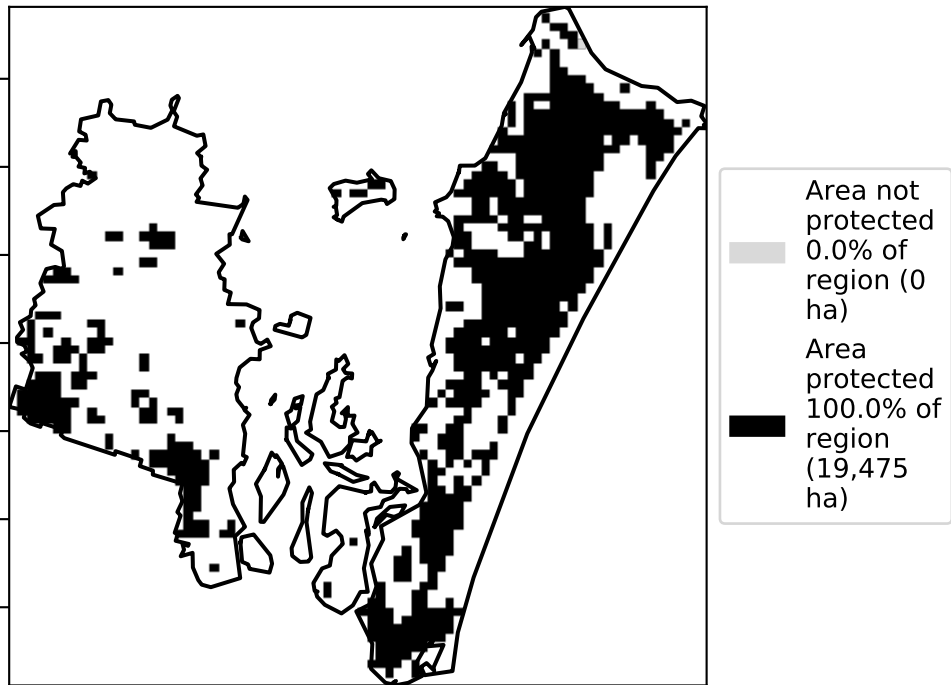 Area not
protected
0.0% of
region (0
ha)
Area
protected
100.0% of
region
(19,475
ha)